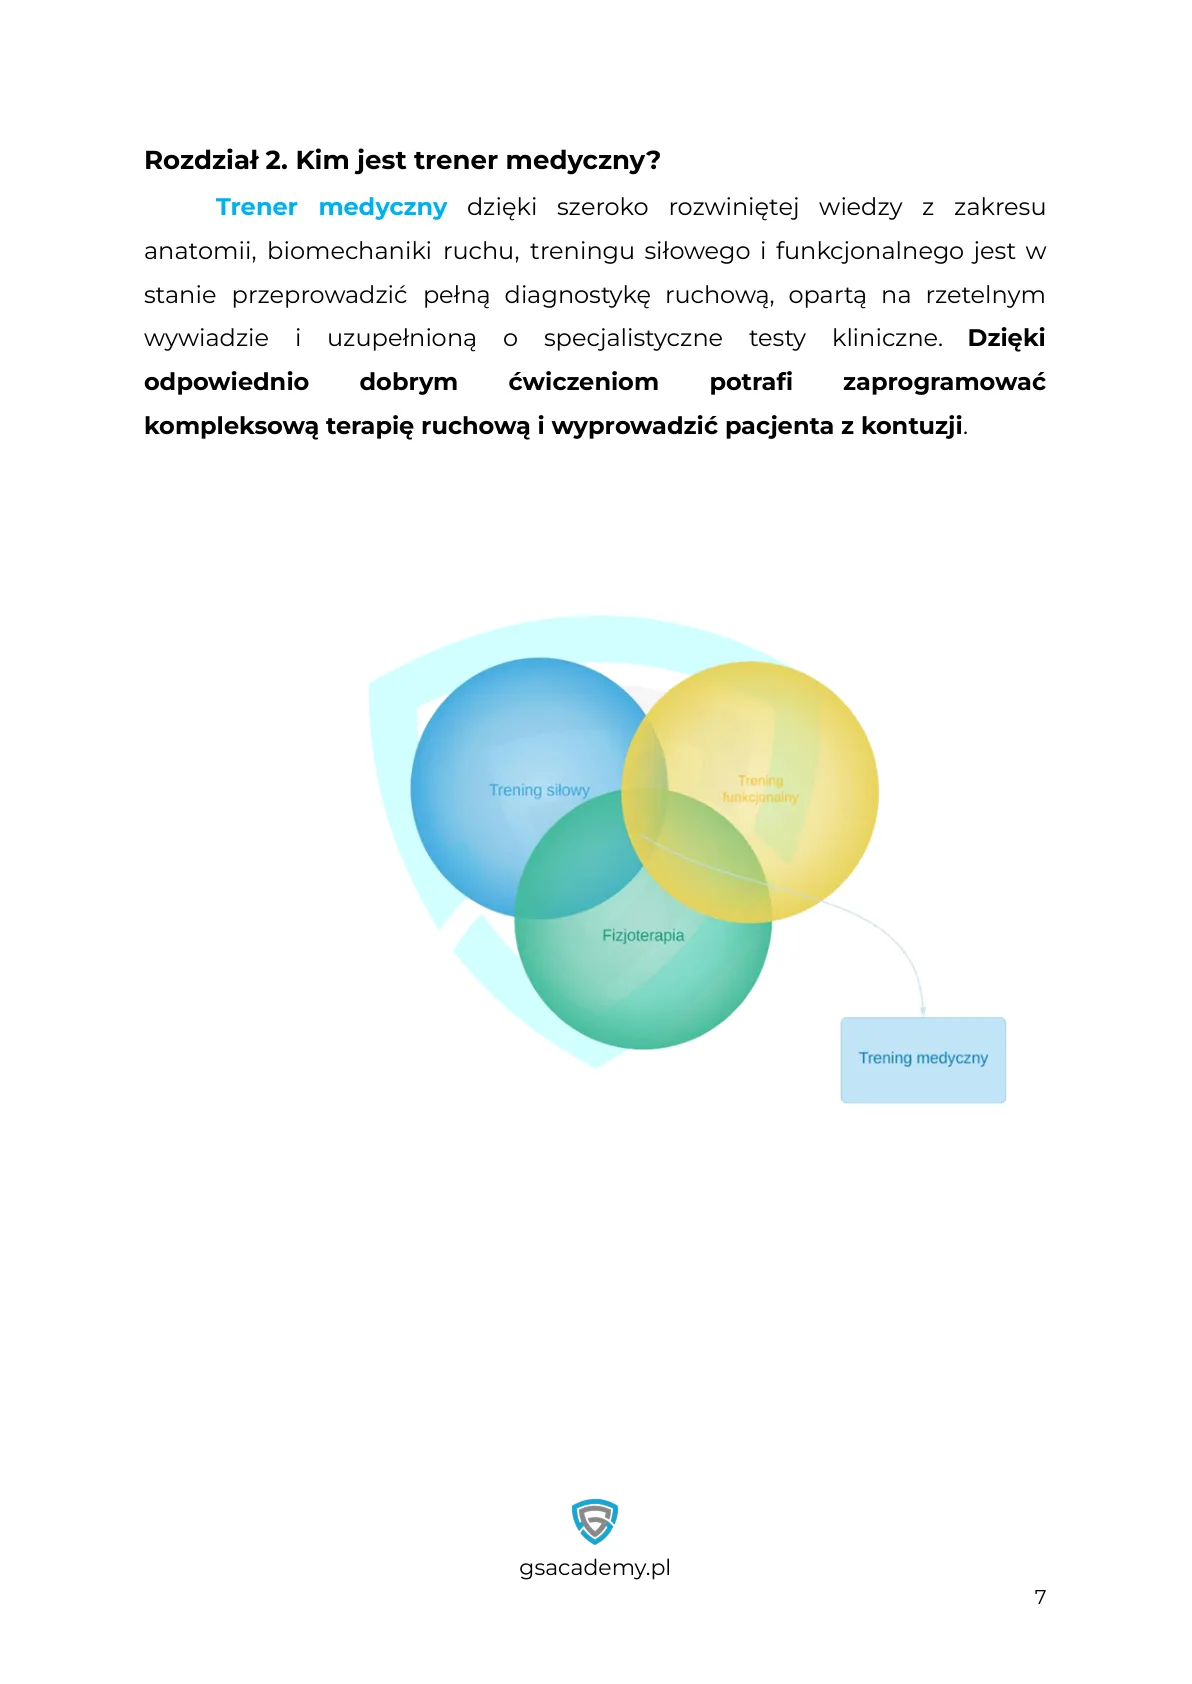 Rozdział 2. Kim jest trener medyczny?
Trener medyczny dzięki szeroko rozwiniętej wiedzy z zakresu
anatomii, biomechaniki ruchu, treningu siłowego i funkcjonalnego jest w
stanie przeprowadzić pełną diagnostykę ruchową, opartą na rzetelnym
wywiadzie i uzupełnioną o specjalistyczne testy kliniczne. Dzięki
odpowiednio dobrym ćwiczeniom potrafi zaprogramować
kompleksową terapię ruchową i wyprowadzić pacjenta z kontuzji.
Trening siłowy
Trening
funkcjonalny
Fizjoterapia
Trening medyczny
gsacademy.pl
7